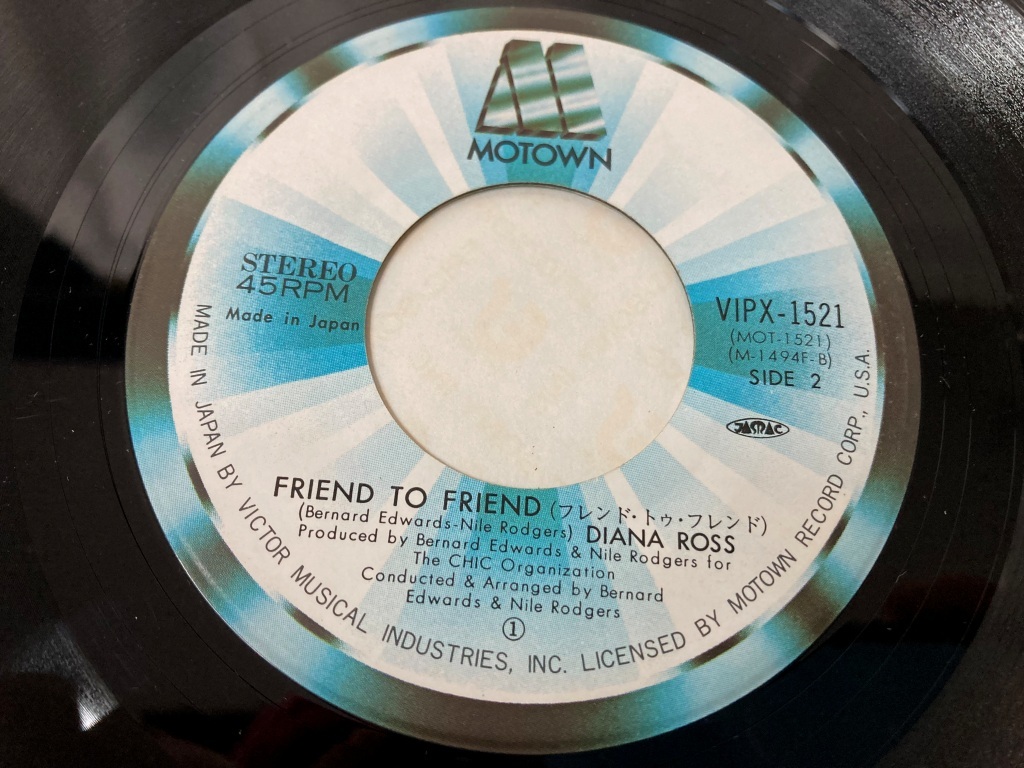 MOTOWN
STEREO
45RPM
Made in Japan
VIPX-1521
(MOT-1521)
(M-1494F-B)
SIDE 2
JASRAC
FRIEND TO FRIEND (フレンド・トゥ・フレンド)
(Bernard Edwards-Nile Rodgers) DIANA ROSS
Produced by Bernard Edwards & Nile Rodgers for
The CHIC Organization
Conducted & Arranged by Bernard
Edwards & Nile Rodgers
①
MADE IN JAPAN BY VICTOR MUSICAL INDUSTRIES, INC. LICENSED BY MOTOWN RECORD CORP., U.S.A.